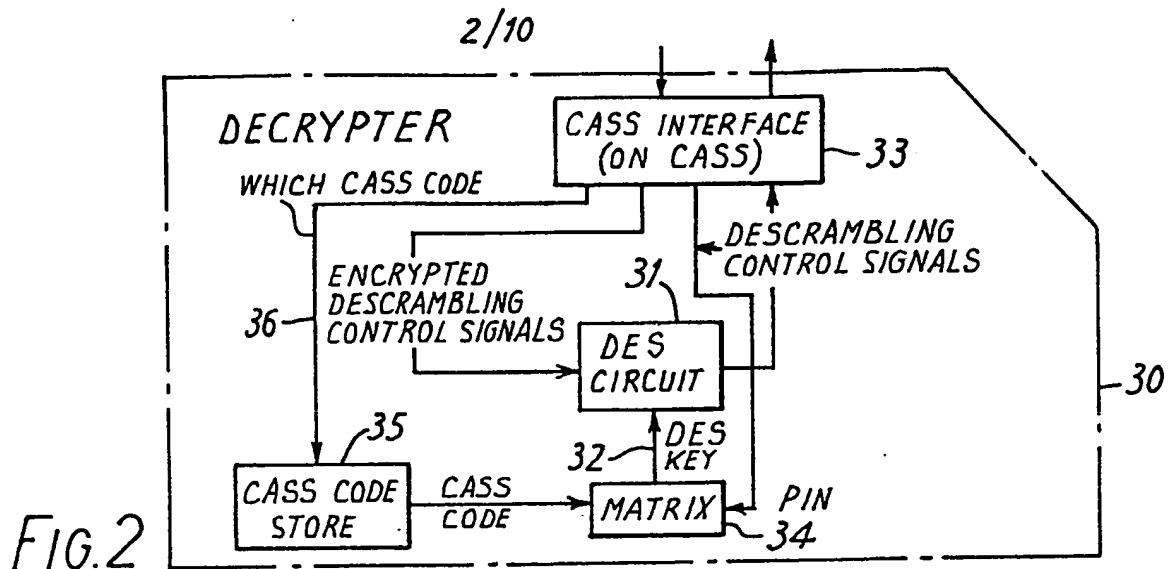 2/10
DECRYPTER
CASS INTERFACE
(ON CASS)
33
WHICH CASS CODE
DESCRAMBLING
CONTROL SIGNALS
ENCRYPTED
DESCRAMBLING
CONTROL SIGNALS
36
31
DES
CIRCUIT
30
35
32
DES
KEY
CASS CODE
STORE
CASS
CODE
MATRIX
PIN
34
FIG.2